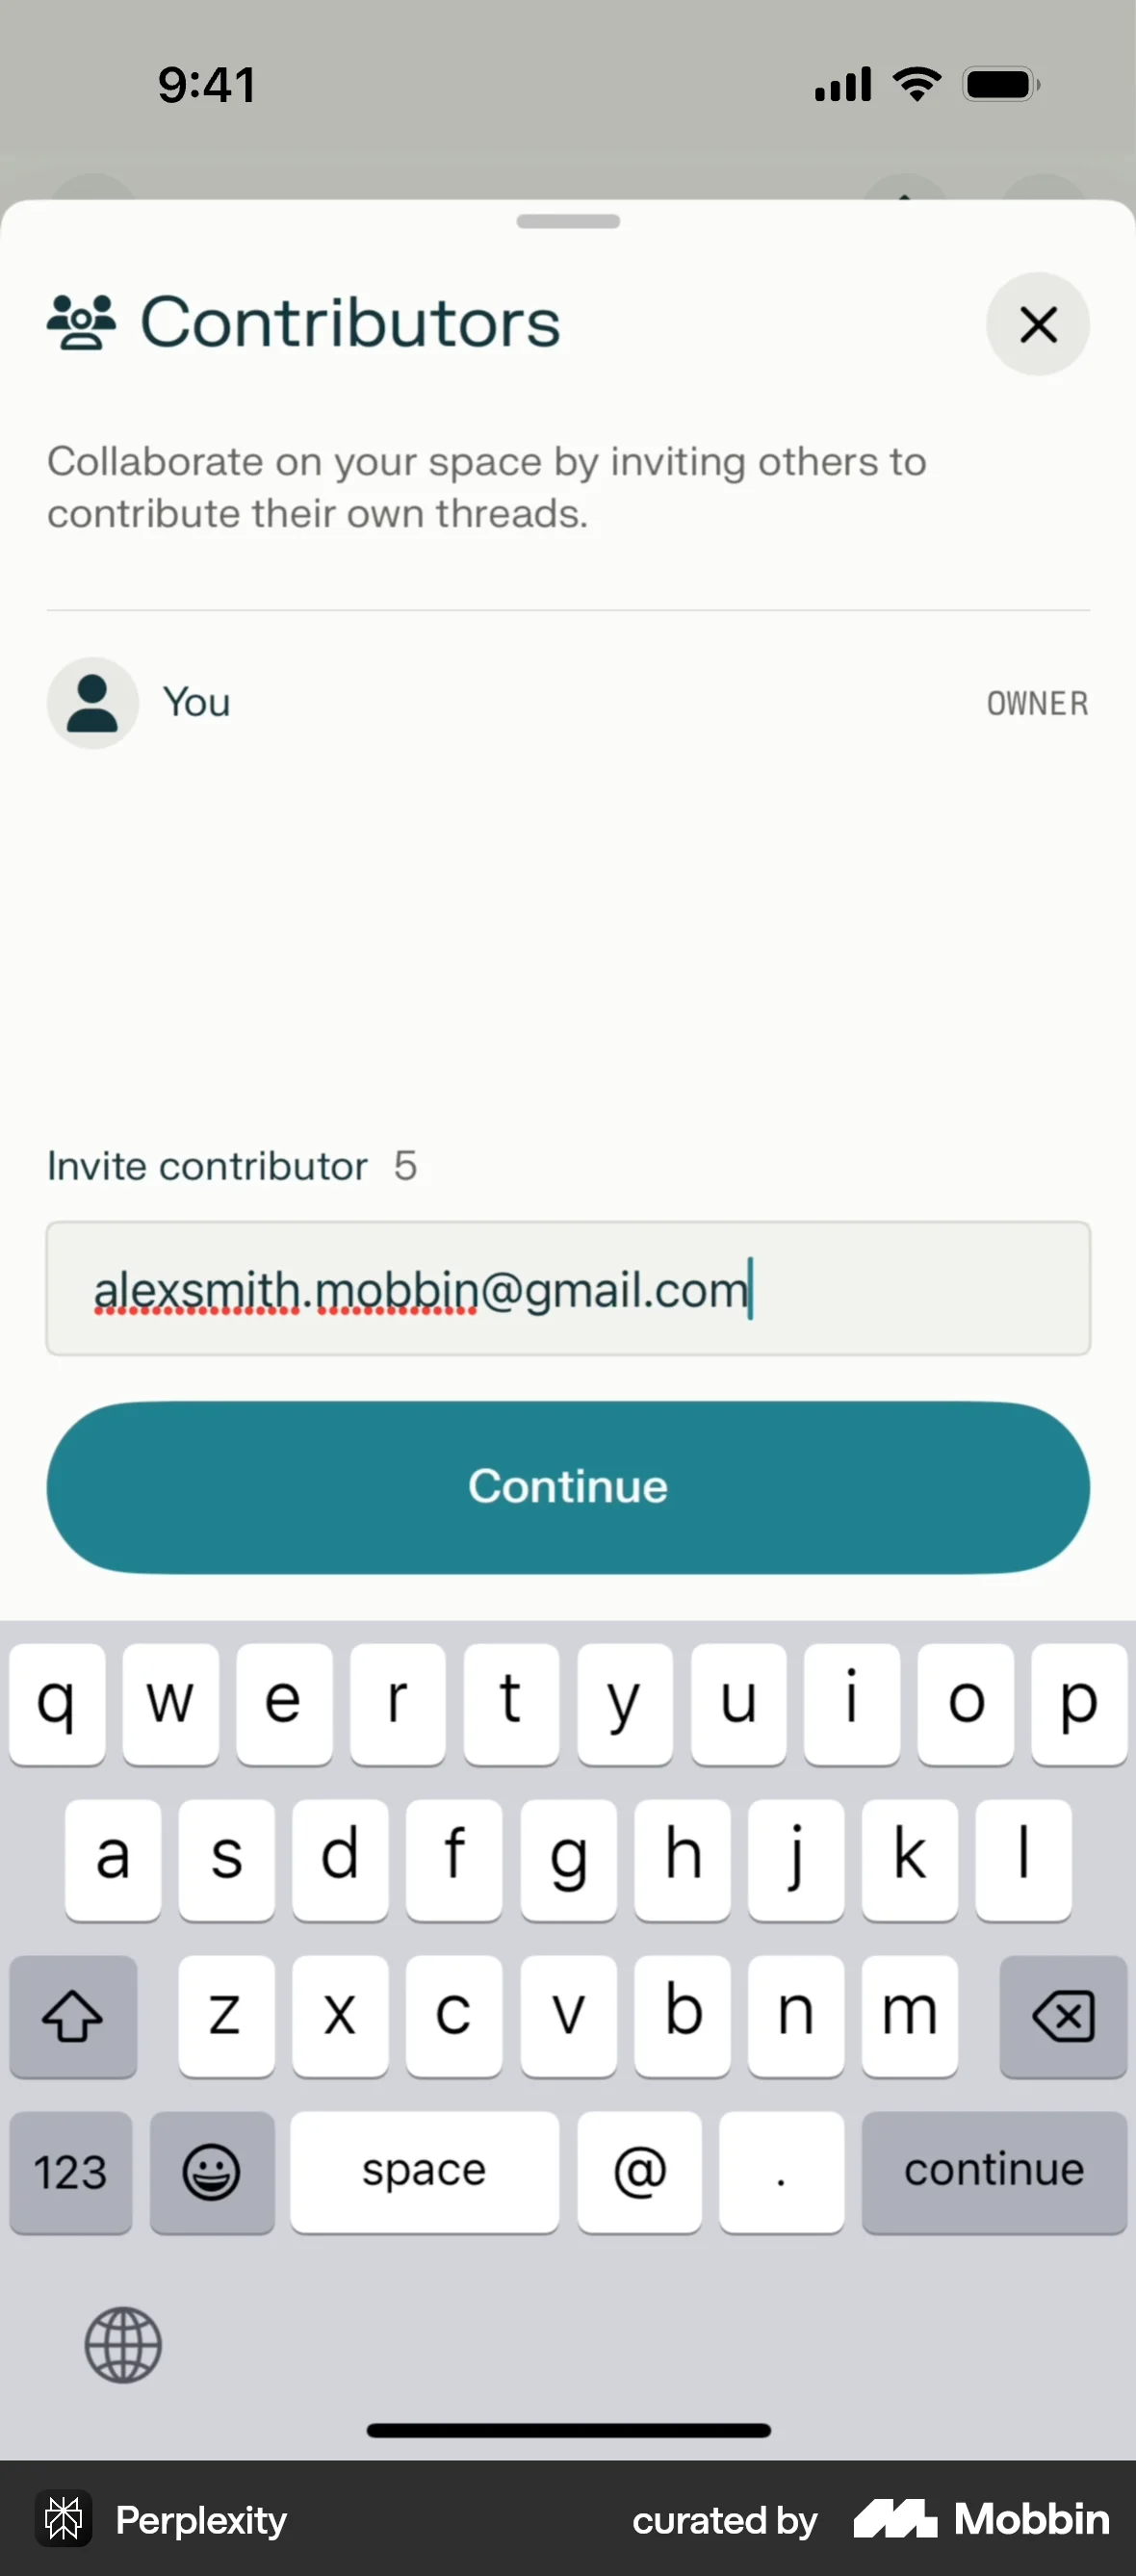 9:41
Contributors
Collaborate on your space by inviting others to
contribute their own threads.
You OWNER
Invite contributor 5
alexsmith.mobbin@gmail.com
Continue
q w e r t y u i o p
a s d f g h j k l
z x c v b n m
123 space @ . continue
Perplexity curated by Mobbin